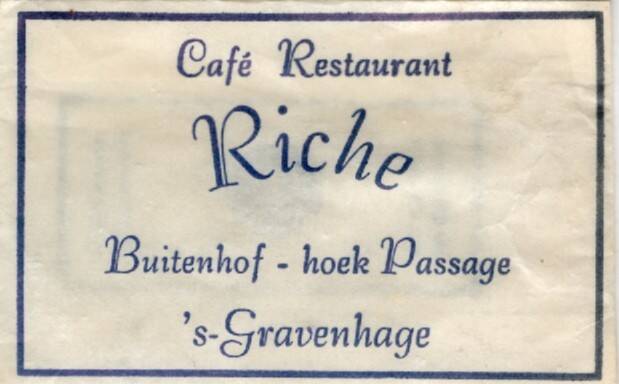 Café Restaurant
Riche
Buitenhof - hoek Passage
's-Gravenhage